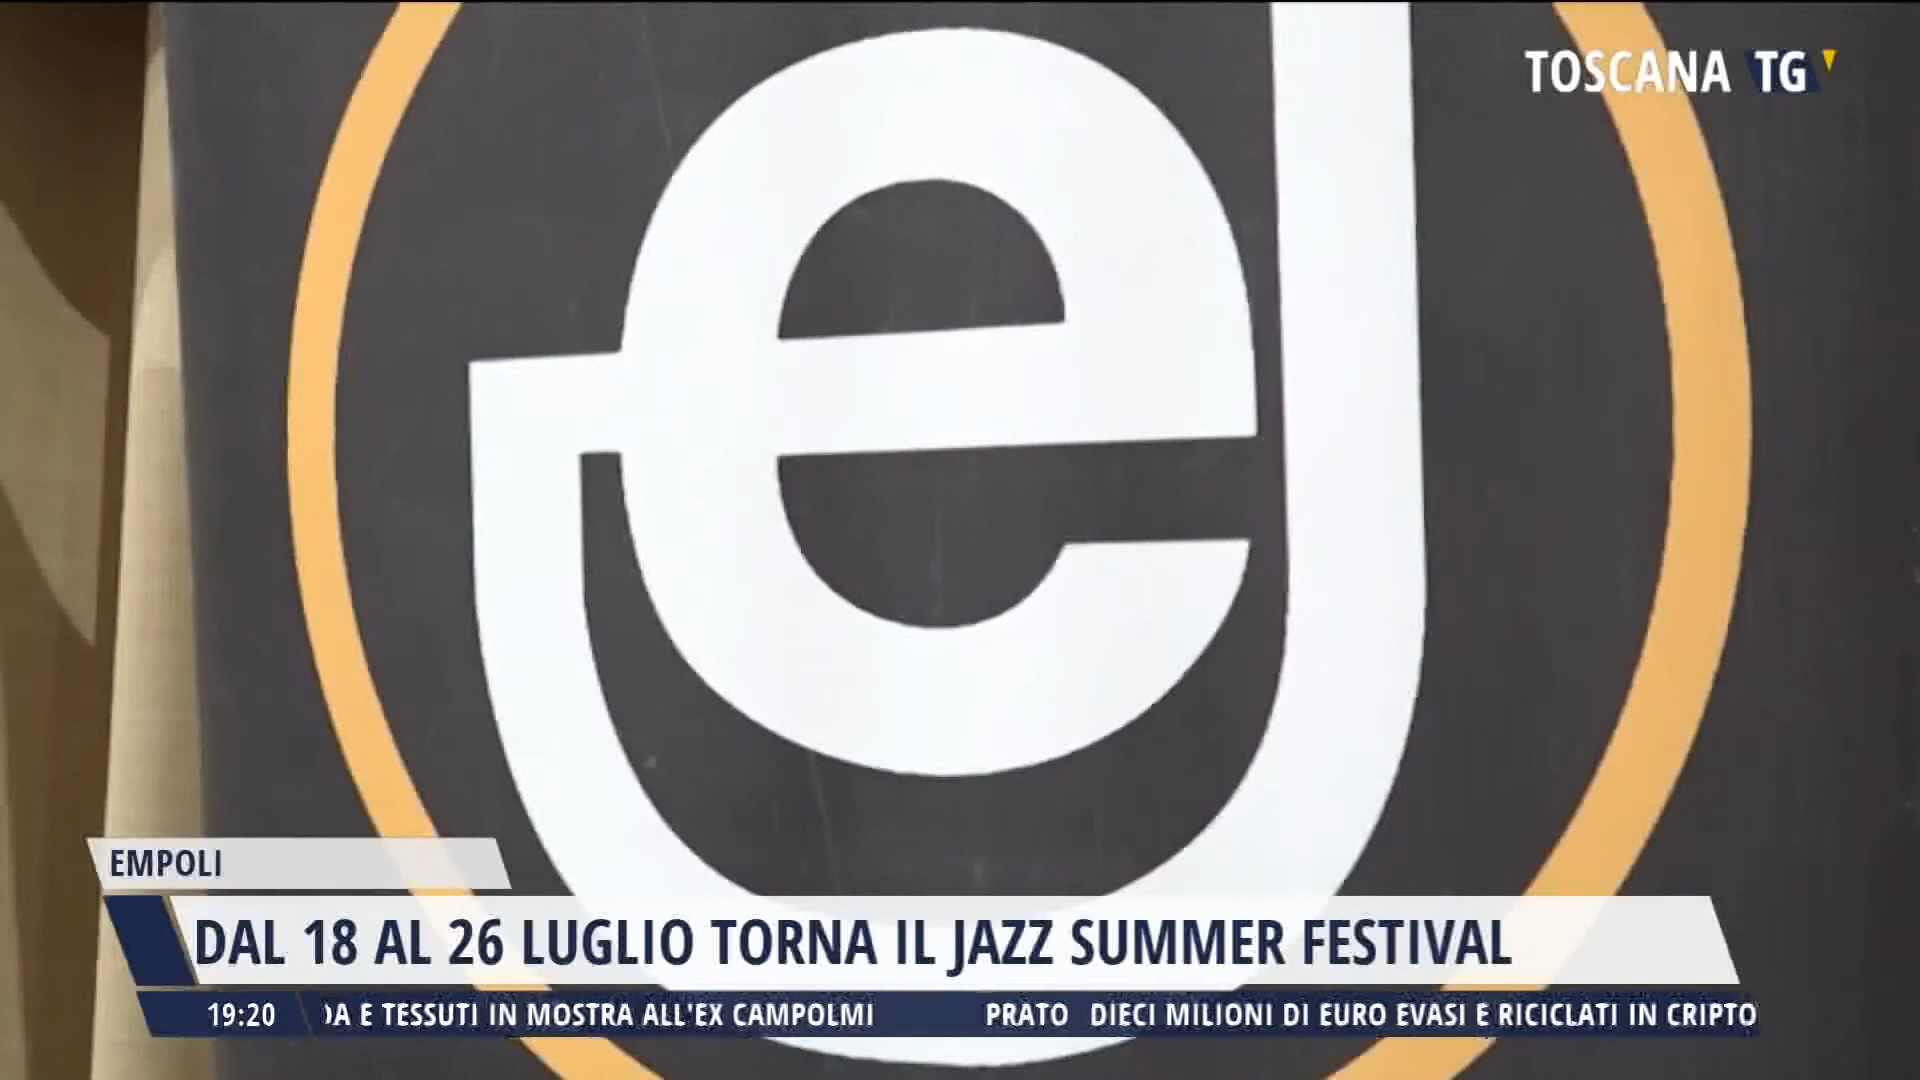 TOSCANA TG
ej
EMPOLI
DAL 18 AL 26 LUGLIO TORNA IL JAZZ SUMMER FESTIVAL
19:20 E TESSUTI IN MOSTRA ALL'EX CAMPOLMI PRATO DIECI MILIONI DI EURO EVASI E RICICLATI IN CRIPTO